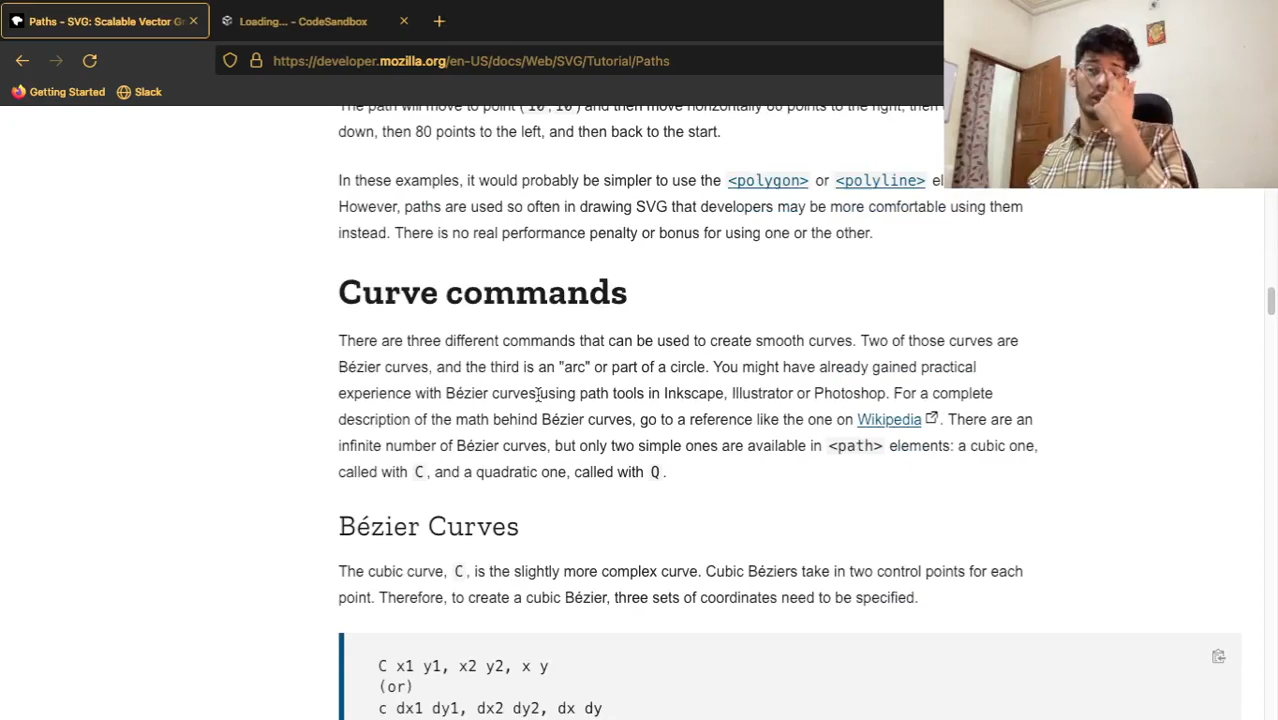 Paths - SVG: Scalable Vector Gr
Loading... - CodeSandbox
https://developer.mozilla.org/en-US/docs/Web/SVG/Tutorial/Paths
Getting Started
Slack
The path will move to point (10, 10) and then move horizontally 80 points to the right, then
down, then 80 points to the left, and then back to the start.
In these examples, it would probably be simpler to use the <polygon> or <polyline> el
However, paths are used so often in drawing SVG that developers may be more comfortable using them
instead. There is no real performance penalty or bonus for using one or the other.
Curve commands
There are three different commands that can be used to create smooth curves. Two of those curves are
Bézier curves, and the third is an "arc" or part of a circle. You might have already gained practical
experience with Bézier curves using path tools in Inkscape, Illustrator or Photoshop. For a complete
description of the math behind Bézier curves, go to a reference like the one on Wikipedia. There are an
infinite number of Bézier curves, but only two simple ones are available in <path> elements: a cubic one,
called with C, and a quadratic one, called with Q.
Bézier Curves
The cubic curve, C, is the slightly more complex curve. Cubic Béziers take in two control points for each
point. Therefore, to create a cubic Bézier, three sets of coordinates need to be specified.
C x1 y1, x2 y2, x y
(or)
c dx1 dy1, dx2 dy2, dx dy